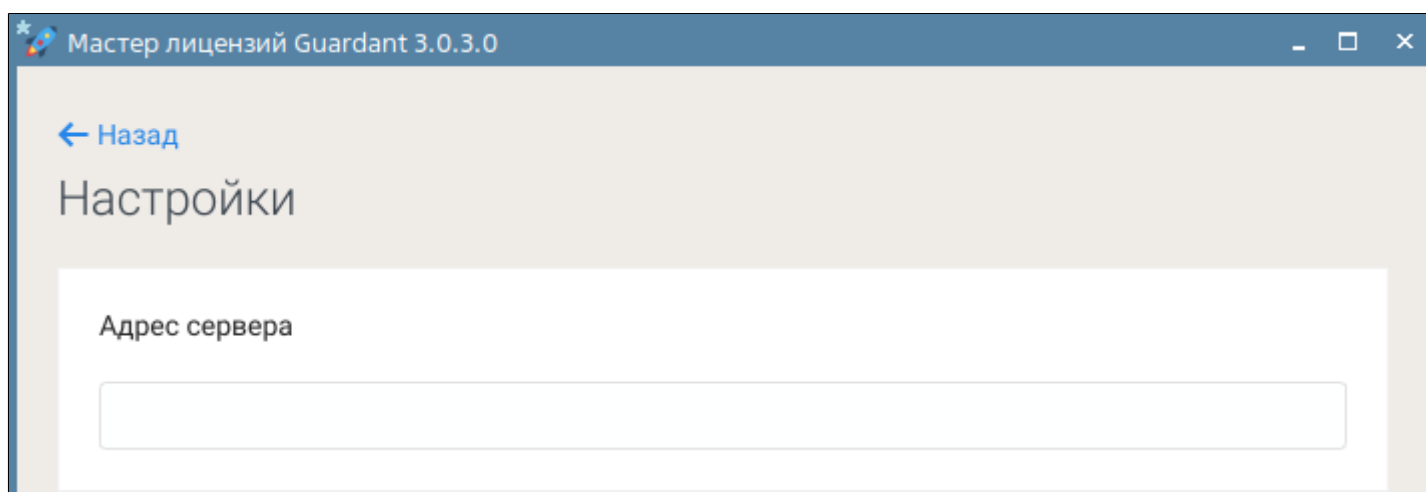 Мастер лицензий Guardant 3.0.3.0
Назад
Настройки
Адрес сервера